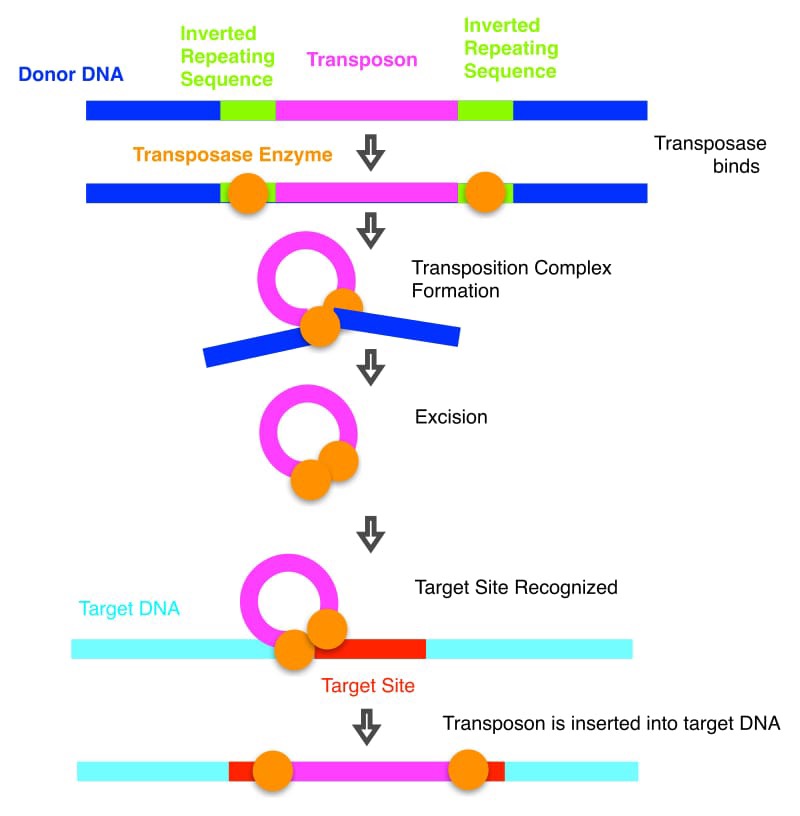 Inverted
Repeating
Sequence
Transposon
Inverted
Repeating
Sequence
Donor DNA
Transposase Enzyme
Transposase
binds
Transposition Complex
Formation
Excision
Target Site Recognized
Target DNA
Target Site
Transposon is inserted into target DNA